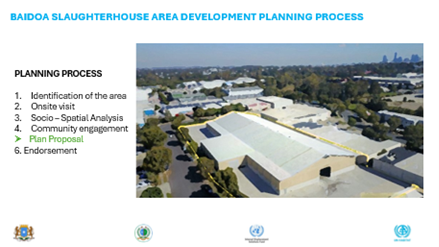 BAIDOA SLAUGHTERHOUSE AREA DEVELOPMENT PLANNING PROCESS
PLANNING PROCESS
1. Identification of the area
2. Onsite visit
3. Socio – Spatial Analysis
4. Community engagement
➢ Plan Proposal
6. Endorsement